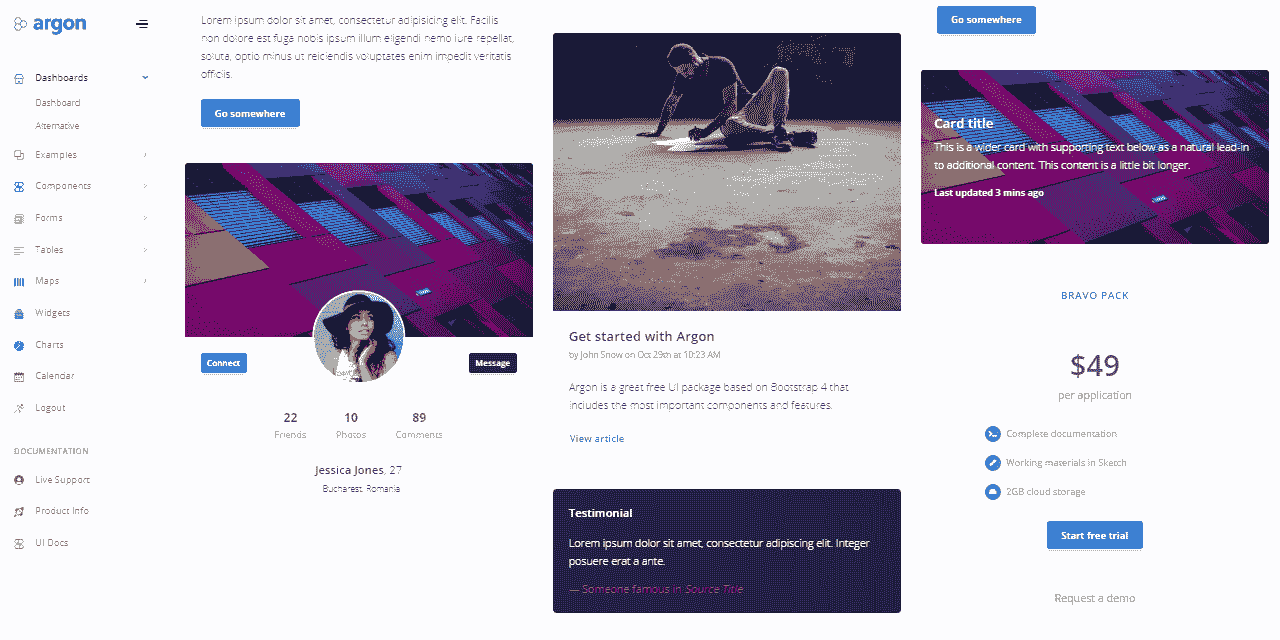 argon
Dashboards
Dashboard
Alternative
Examples
Components
Forms
Tables
Maps
Widgets
Charts
Calendar
Logout
DOCUMENTATION
Live Support
Product Info
UI Docs
Lorem ipsum dolor sit amet, consectetur adipisicing elit. Facilis
non dolore est fuga nobis ipsum illum eligendi nemo iure repellat,
soluta, optio minus ut reiciendis voluptates enim impedit veritatis
officiis.
Go somewhere
Connect
Message
22
Friends
10
Photos
89
Comments
Jessica Jones, 27
Bucharest, Romania
Get started with Argon
by John Snow on Oct 29th at 10:23 AM
Argon is a great free UI package based on Bootstrap 4 that
includes the most important components and features.
View article
Testimonial
Lorem ipsum dolor sit amet, consectetur adipiscing elit. Integer
posuere erat a ante.
— Someone famous in Source Title
Go somewhere
Card title
This is a wider card with supporting text below as a natural lead-in
to additional content. This content is a little bit longer.
Last updated 3 mins ago
BRAVO PACK
$49
per application
Complete documentation
Working materials in Sketch
2GB cloud storage
Start free trial
Request a demo